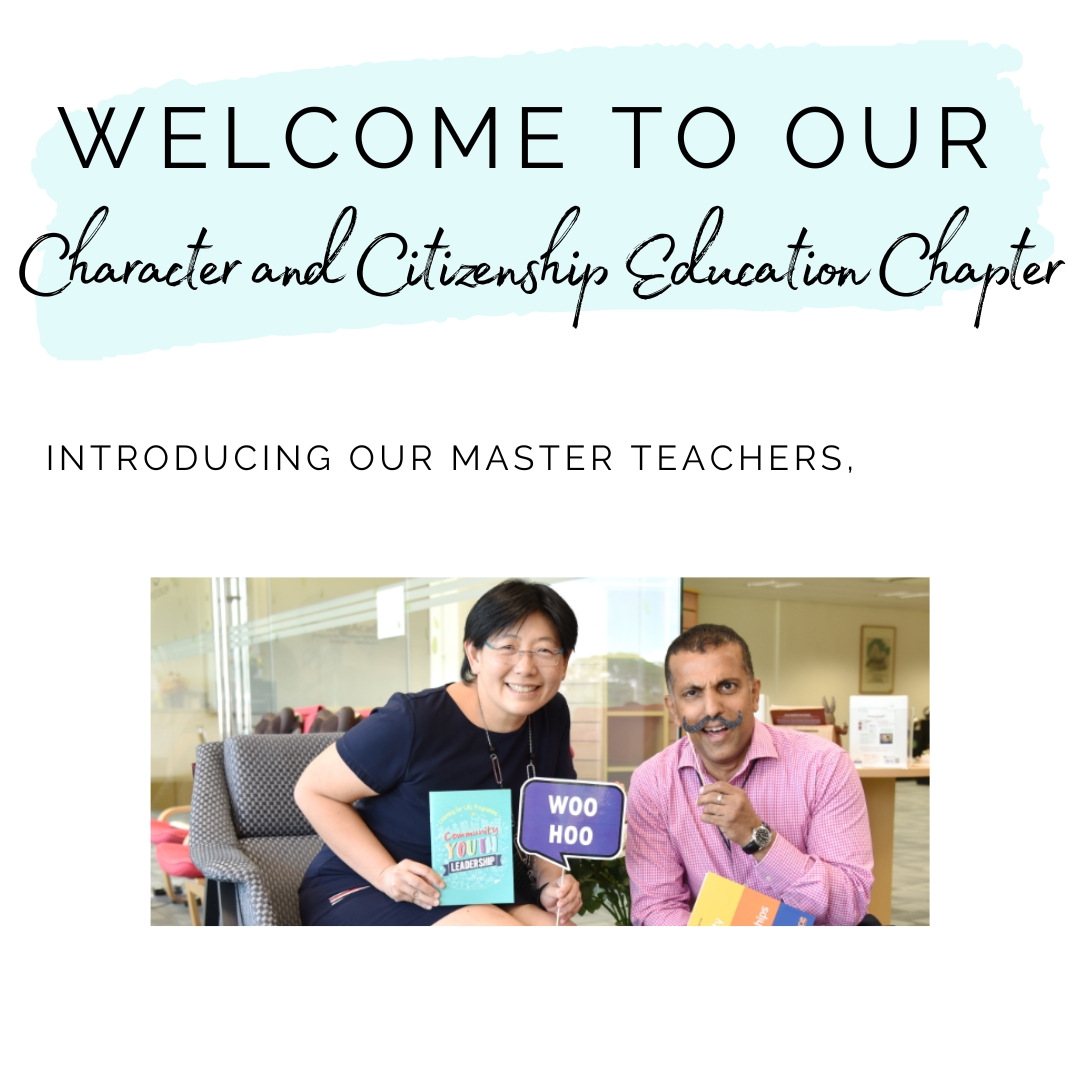 WELCOME TO OUR
Character and Citizenship Education Chapter
INTRODUCING OUR MASTER TEACHERS,
Community
YOUTH
LEADERSHIP
WOO
HOO